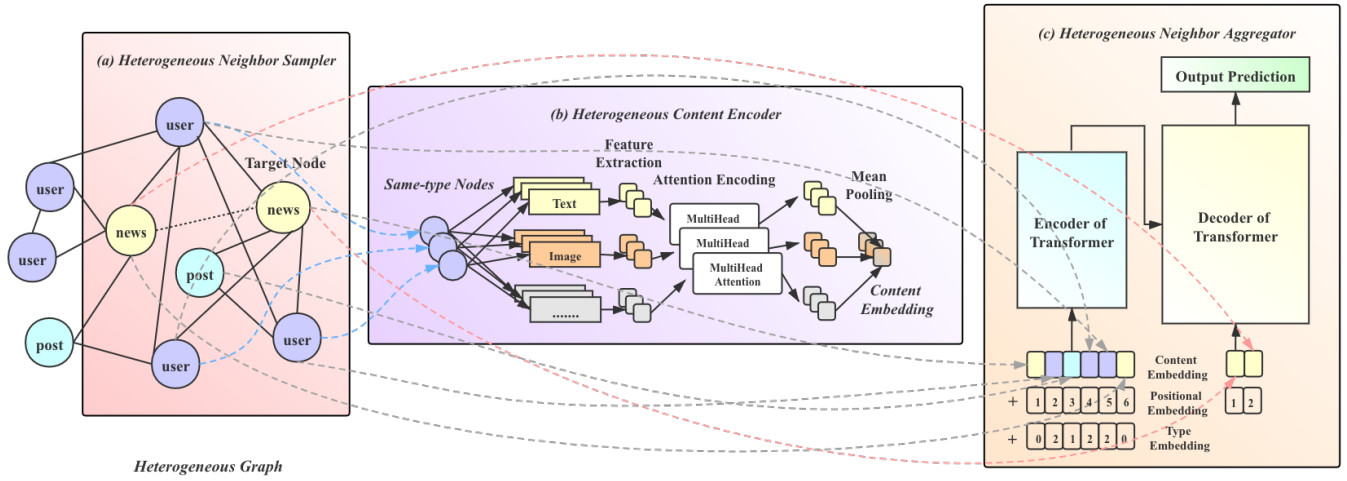 (a) Heterogeneous Neighbor Sampler
user
Target Node
user
news
news
user
post
post
user
user
Heterogeneous Graph
(b) Heterogeneous Content Encoder
Feature
Extraction
Same-type Nodes
Attention Encoding
Mean
Pooling
Text
MultiHead
Image
MultiHead
MultiHead
Attention
.......
Content
Embedding
(c) Heterogeneous Neighbor Aggregator
Output Prediction
Encoder of
Transformer
Decoder of
Transformer
Content
Embedding
+ 1 2 3 4 5 6
Positional
Embedding
1 2
+ 0 2 1 2 2 0
Type
Embedding